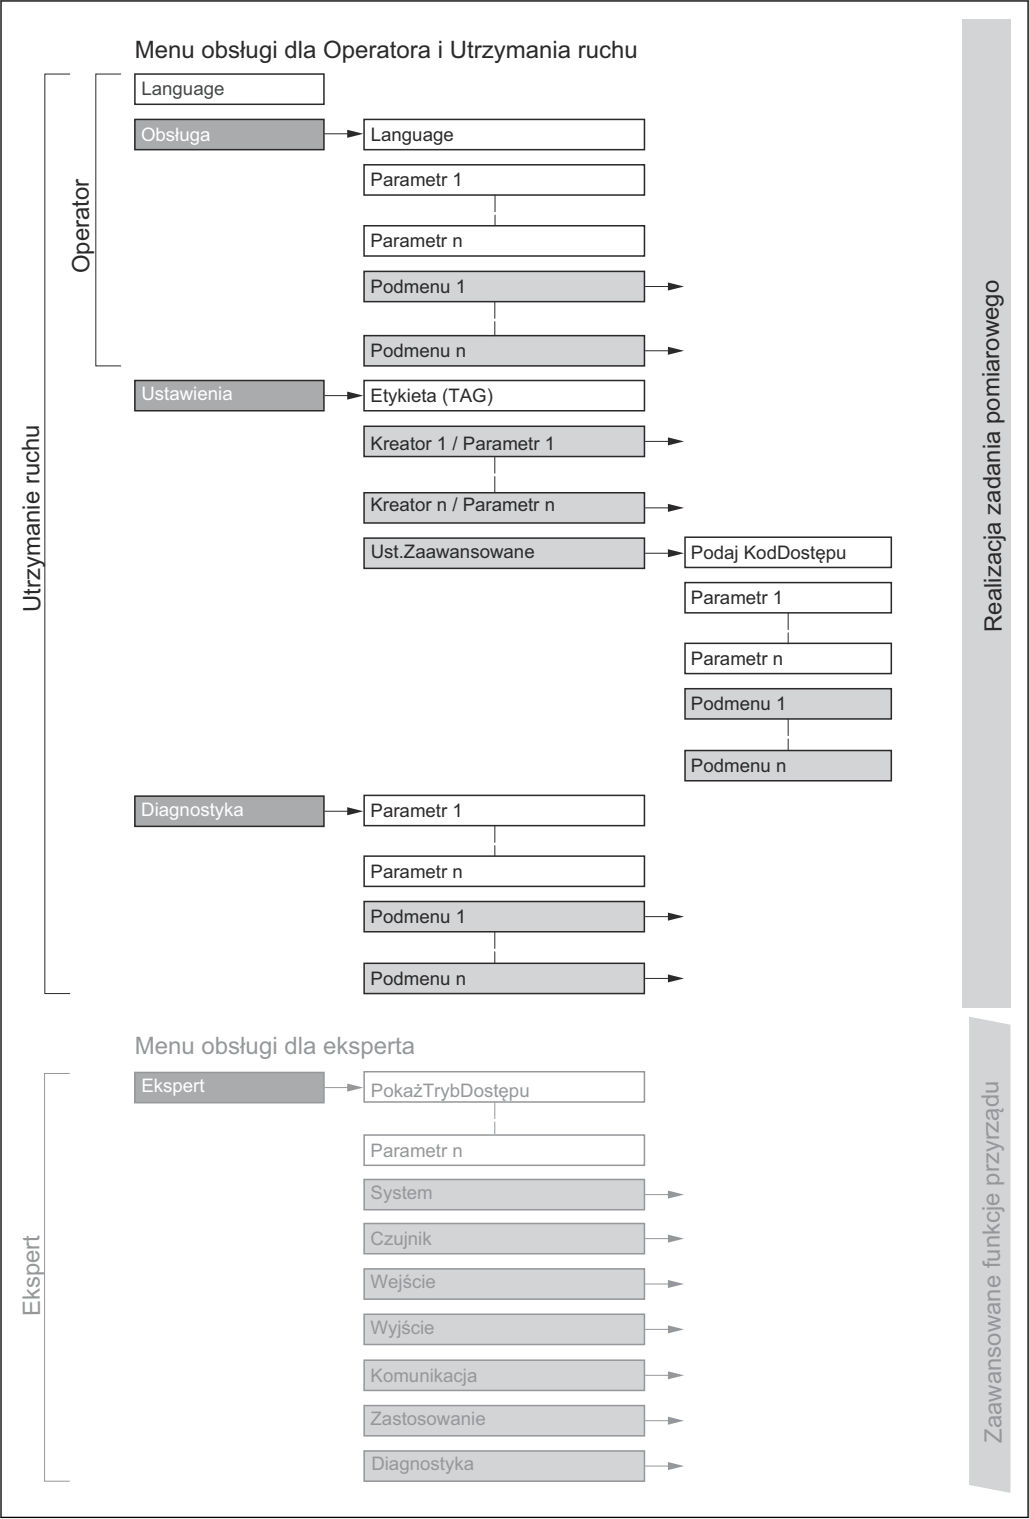 Menu obsługi dla Operatora i Utrzymania ruchu
Language
Obsługa
Language
Parametr 1
Parametr n
Podmenu 1
Podmenu n
Operator
Ustawienia
Etykieta (TAG)
Kreator 1 / Parametr 1
Kreator n / Parametr n
Ust.Zaawansowane
Podaj KodDostępu
Parametr 1
Parametr n
Podmenu 1
Podmenu n
Utrzymanie ruchu
Realizacja zadania pomiarowego
Diagnostyka
Parametr 1
Parametr n
Podmenu 1
Podmenu n
Menu obsługi dla eksperta
Ekspert
PokażTrybDostępu
Parametr n
System
Czujnik
Wejście
Wyjście
Komunikacja
Zastosowanie
Diagnostyka
Ekspert
Zaawansowane funkcje przyrządu